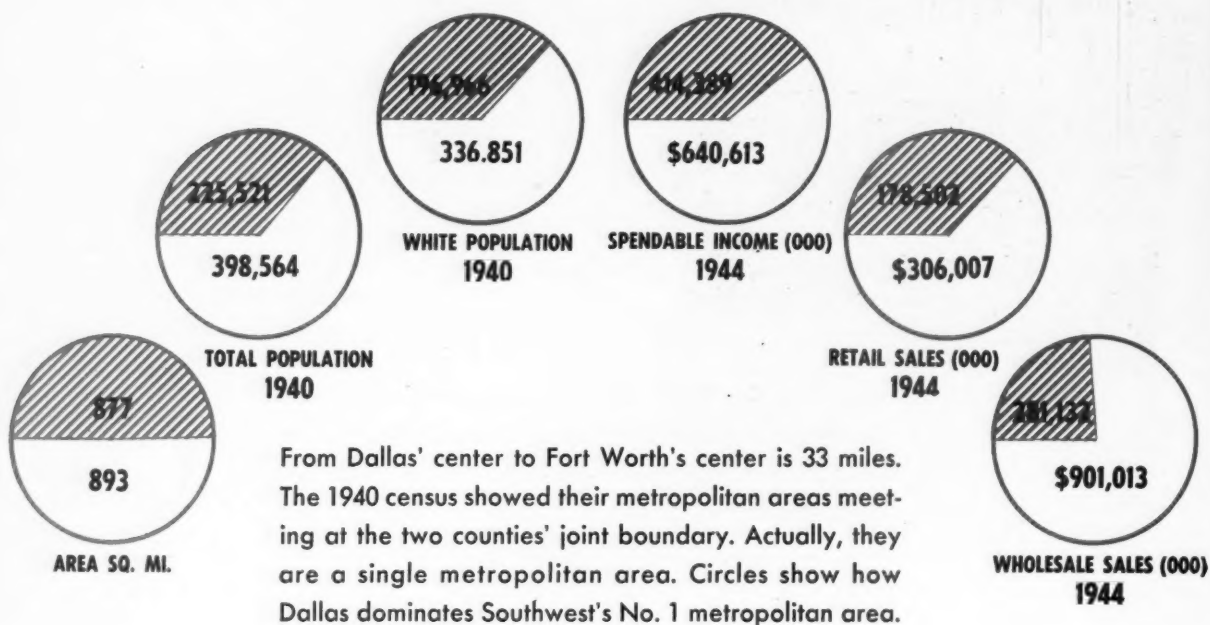 877
893
AREA SQ. MI.
225,521
398,564
TOTAL POPULATION
1940
196,966
336.851
WHITE POPULATION
1940
414,389
$640,613
SPENDABLE INCOME (000)
1944
178,502
$306,007
RETAIL SALES (000)
1944
281,132
$901,013
WHOLESALE SALES (000)
1944
From Dallas' center to Fort Worth's center is 33 miles.
The 1940 census showed their metropolitan areas meet-
ing at the two counties' joint boundary. Actually, they
are a single metropolitan area. Circles show how
Dallas dominates Southwest's No. 1 metropolitan area.